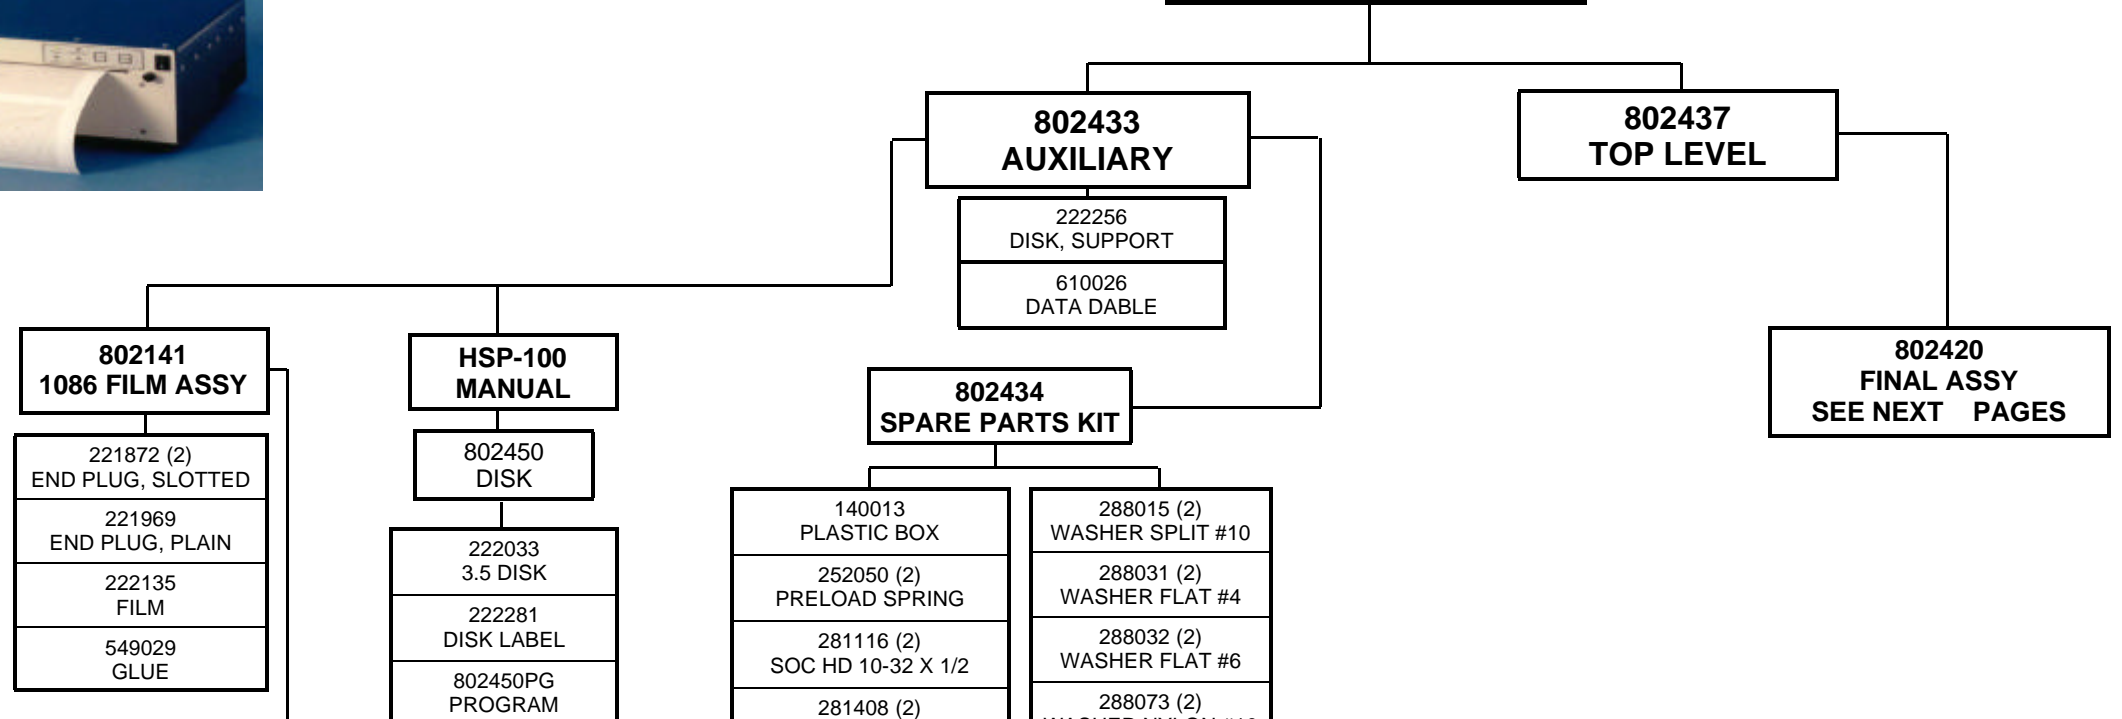 802433
AUXILIARY
802437
TOP LEVEL
222256
DISK, SUPPORT
610026
DATA DABLE
802141
1086 FILM ASSY
HSP-100
MANUAL
802434
SPARE PARTS KIT
802420
FINAL ASSY
SEE NEXT PAGES
221872 (2)
END PLUG, SLOTTED
221969
END PLUG, PLAIN
222135
FILM
549029
GLUE
802450
DISK
222033
3.5 DISK
222281
DISK LABEL
802450PG
PROGRAM
140013
PLASTIC BOX
252050 (2)
PRELOAD SPRING
281116 (2)
SOC HD 10-32 X 1/2
281408 (2)
288015 (2)
WASHER SPLIT #10
288031 (2)
WASHER FLAT #4
288032 (2)
WASHER FLAT #6
288073 (2)